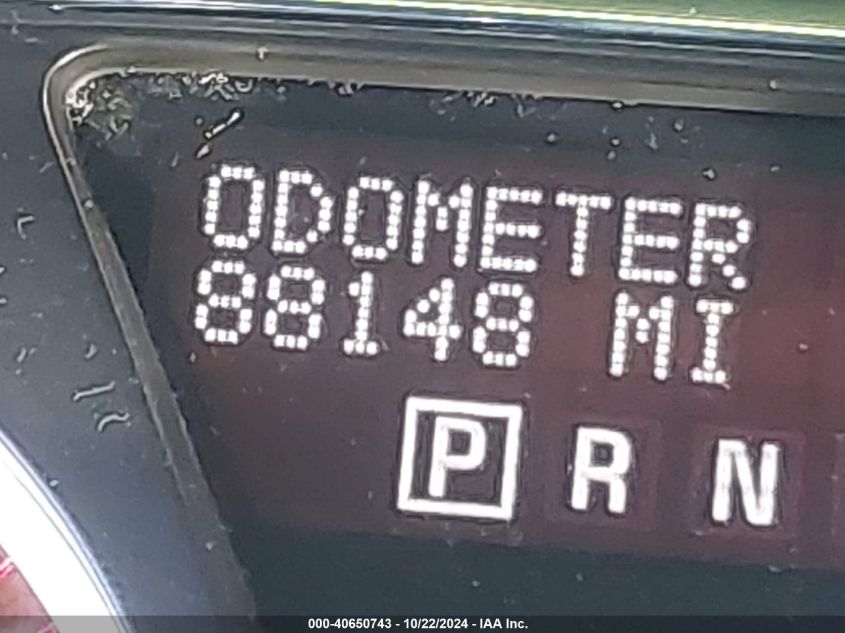 ODOMETER
88148 MI
P R N
000-40650743 - 10/22/2024 - IAA Inc.